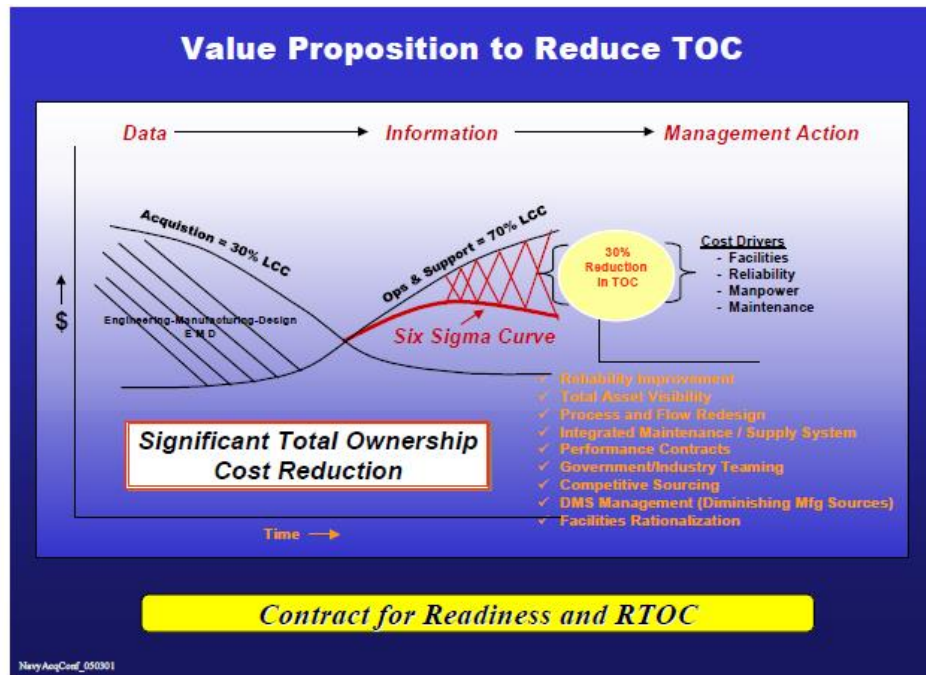 Value Proposition to Reduce TOC
Data
Information
Management Action
Acquistion = 30% LCC
Ops & Support = 70% LCC
30%
Reduction
In TOC
Cost Drivers
- Facilities
- Reliability
- Manpower
- Maintenance
$
Engineering-Manufacturing-Design
E M D
Six Sigma Curve
✓ Reliability Improvement
✓ Total Asset Visibility
✓ Process and Flow Redesign
✓ Integrated Maintenance / Supply System
✓ Performance Contracts
✓ Government/Industry Teaming
✓ Competitive Sourcing
✓ DMS Management (Diminishing Mfg Sources)
✓ Facilities Rationalization
Significant Total Ownership
Cost Reduction
Time
Contract for Readiness and RTOC
NavyAcqConf_050301